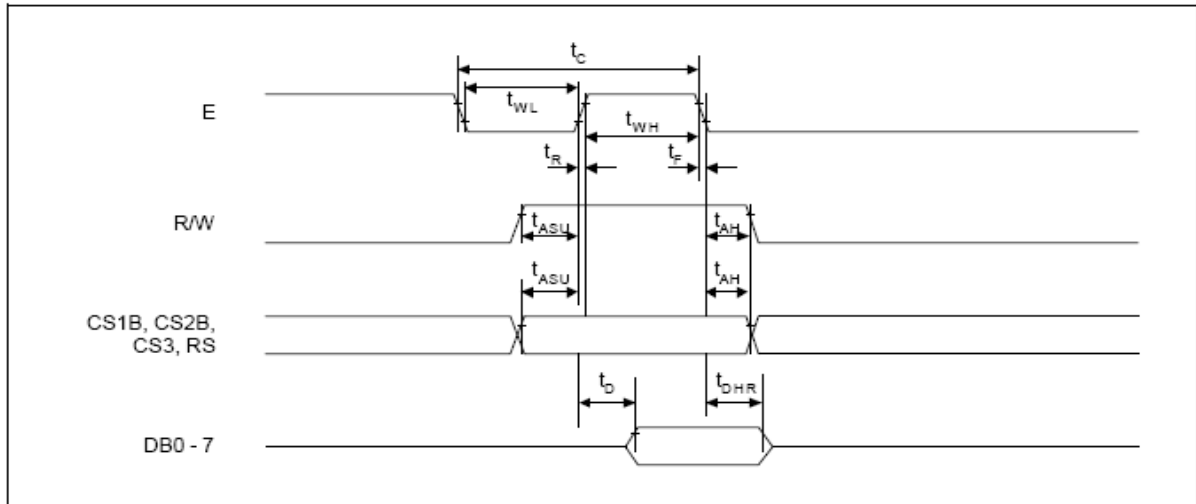 tC
E
tWL
tWH
tR
tF
R/W
tASU
tAH
tASU
tAH
CS1B, CS2B,
CS3, RS
tD
tDHR
DB0 - 7